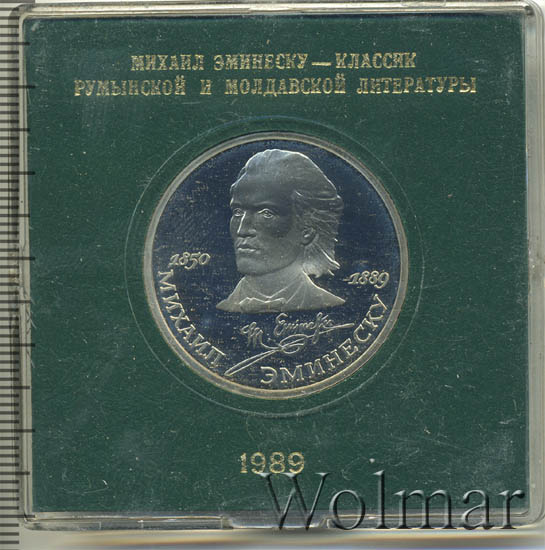 МИХАИЛ ЭМИНЕСКУ — КЛАССИК
РУМЫНСКОЙ И МОЛДАВСКОЙ ЛИТЕРАТУРЫ
1850
1889
МИХАИЛ ЭМИНЕСКУ
1989
Wolmar